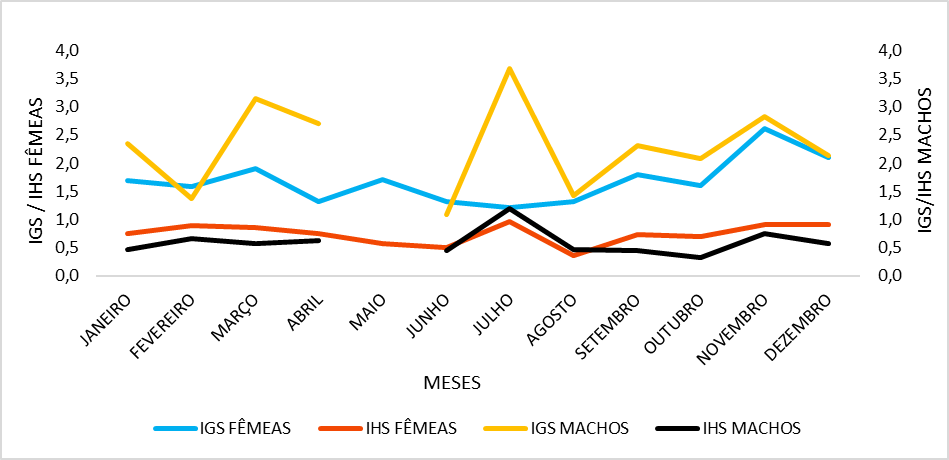 4,0
3,5
3,0
2,5
2,0
1,5
1,0
0,5
0,0
IGS / IHS FÊMEAS
4,0
3,5
3,0
2,5
2,0
1,5
1,0
0,5
0,0
IGS/IHS MACHOS
JANEIRO
FEVEREIRO
MARÇO
ABRIL
MAIO
JUNHO
JULHO
AGOSTO
SETEMBRO
OUTUBRO
NOVEMBRO
DEZEMBRO
MESES
IGS FÊMEAS IHS FÊMEAS IGS MACHOS IHS MACHOS